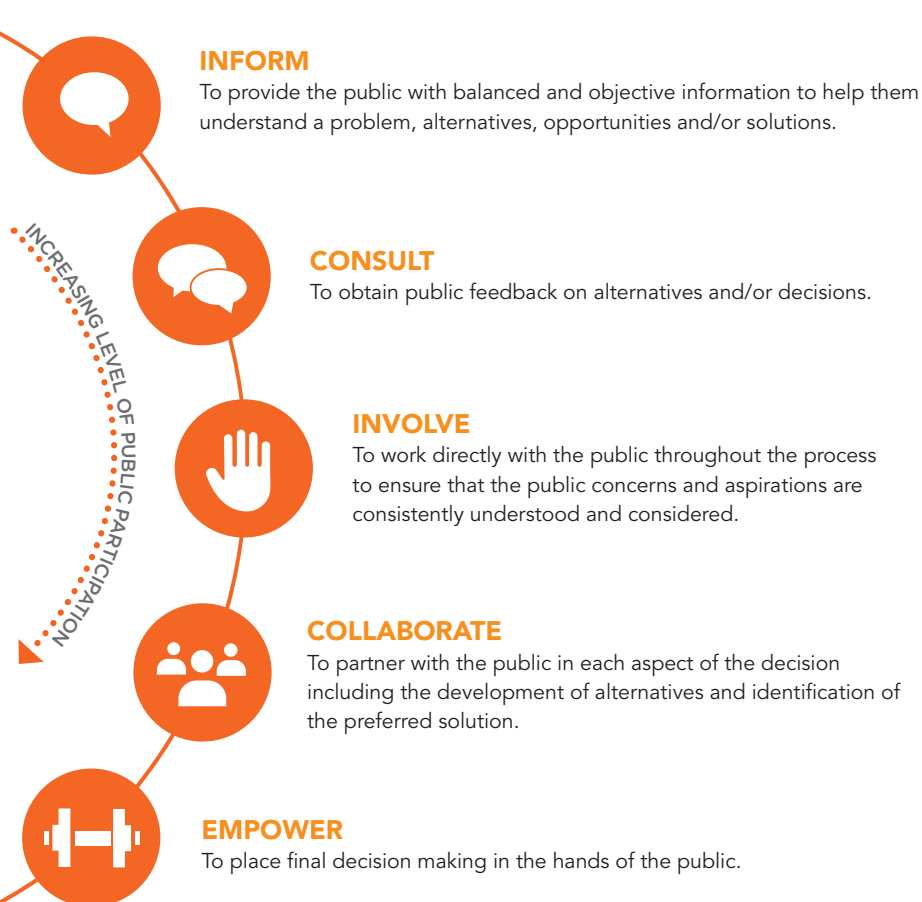 INFORM
To provide the public with balanced and objective information to help them
understand a problem, alternatives, opportunities and/or solutions.
CONSULT
To obtain public feedback on alternatives and/or decisions.
INCREASING LEVEL OF PUBLIC PARTICIPATION
INVOLVE
To work directly with the public throughout the process
to ensure that the public concerns and aspirations are
consistently understood and considered.
COLLABORATE
To partner with the public in each aspect of the decision
including the development of alternatives and identification of
the preferred solution.
EMPOWER
To place final decision making in the hands of the public.